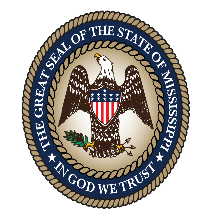 THE GREAT SEAL OF THE STATE OF MISSISSIPPI
IN GOD WE TRUST